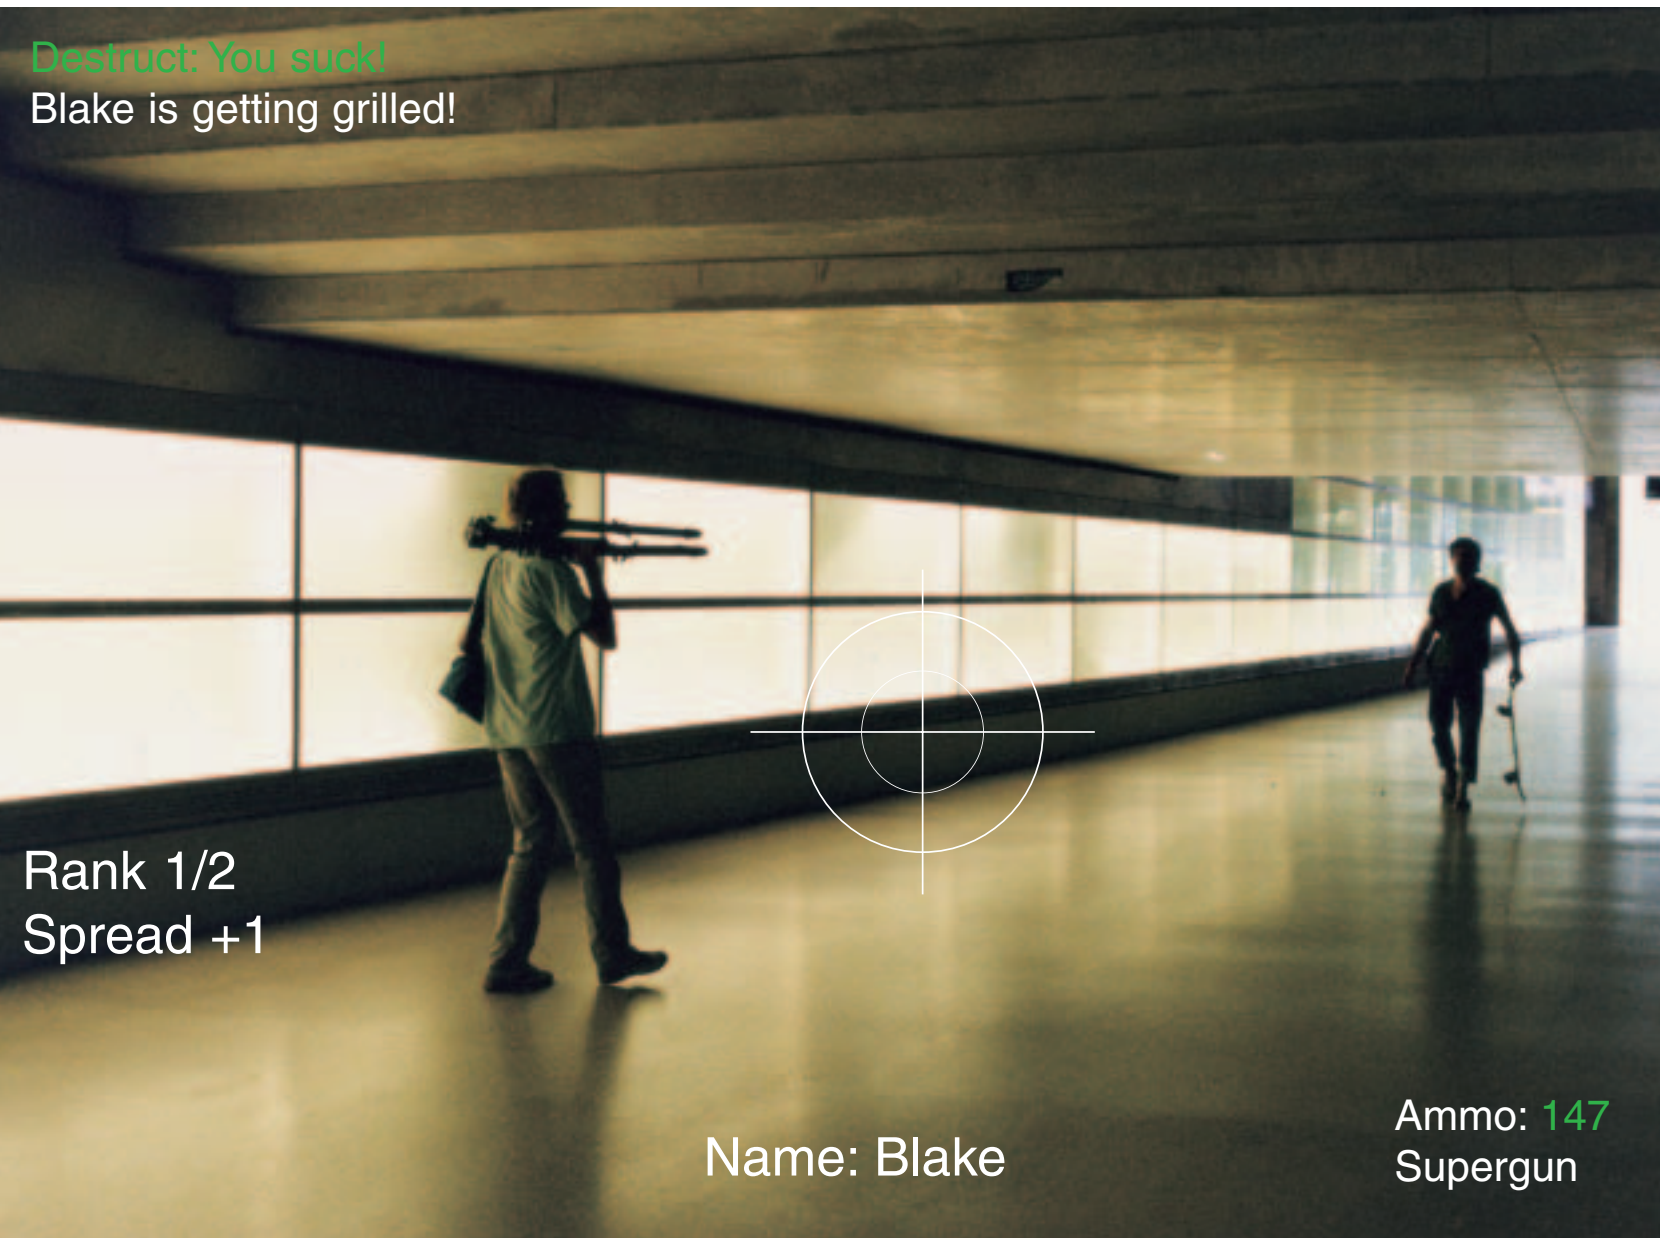 Destruct: You suck!
Blake is getting grilled!
Rank 1/2
Spread +1
Name: Blake
Ammo: 147
Supergun